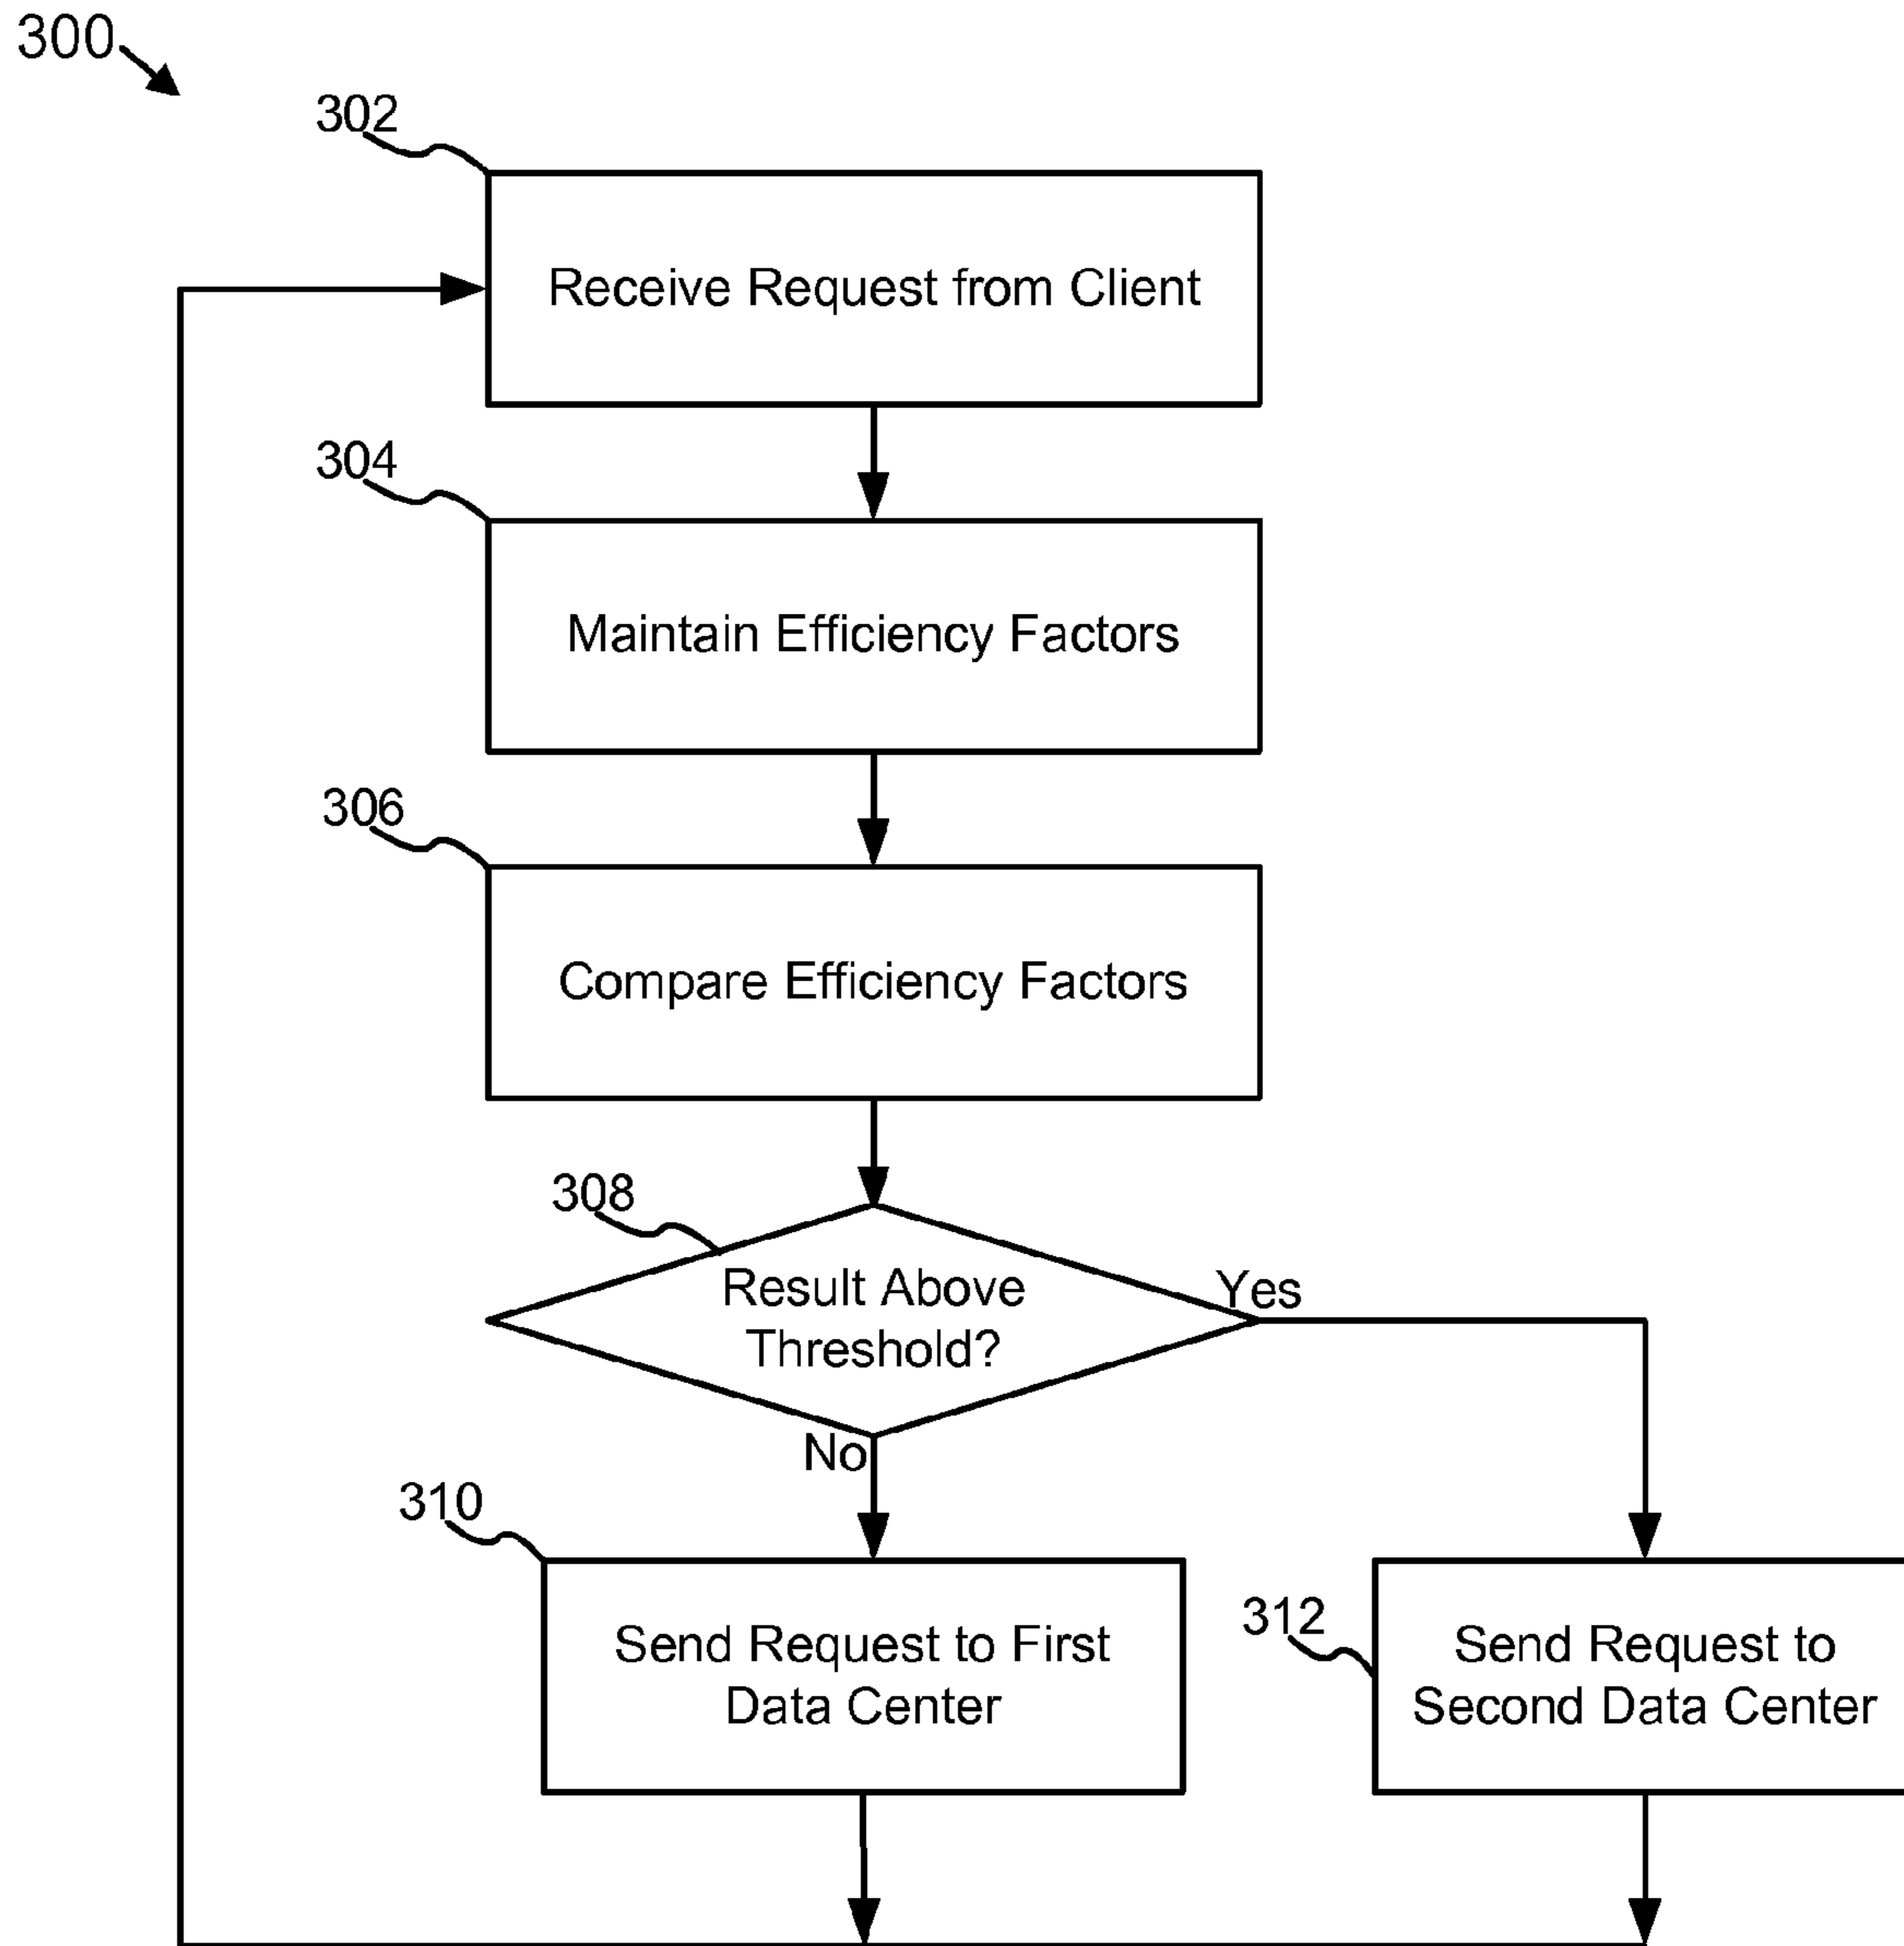 300
302
Receive Request from Client
304
Maintain Efficiency Factors
306
Compare Efficiency Factors
308
Result Above
Threshold?
Yes
No
310
Send Request to First
Data Center
312
Send Request to
Second Data Center